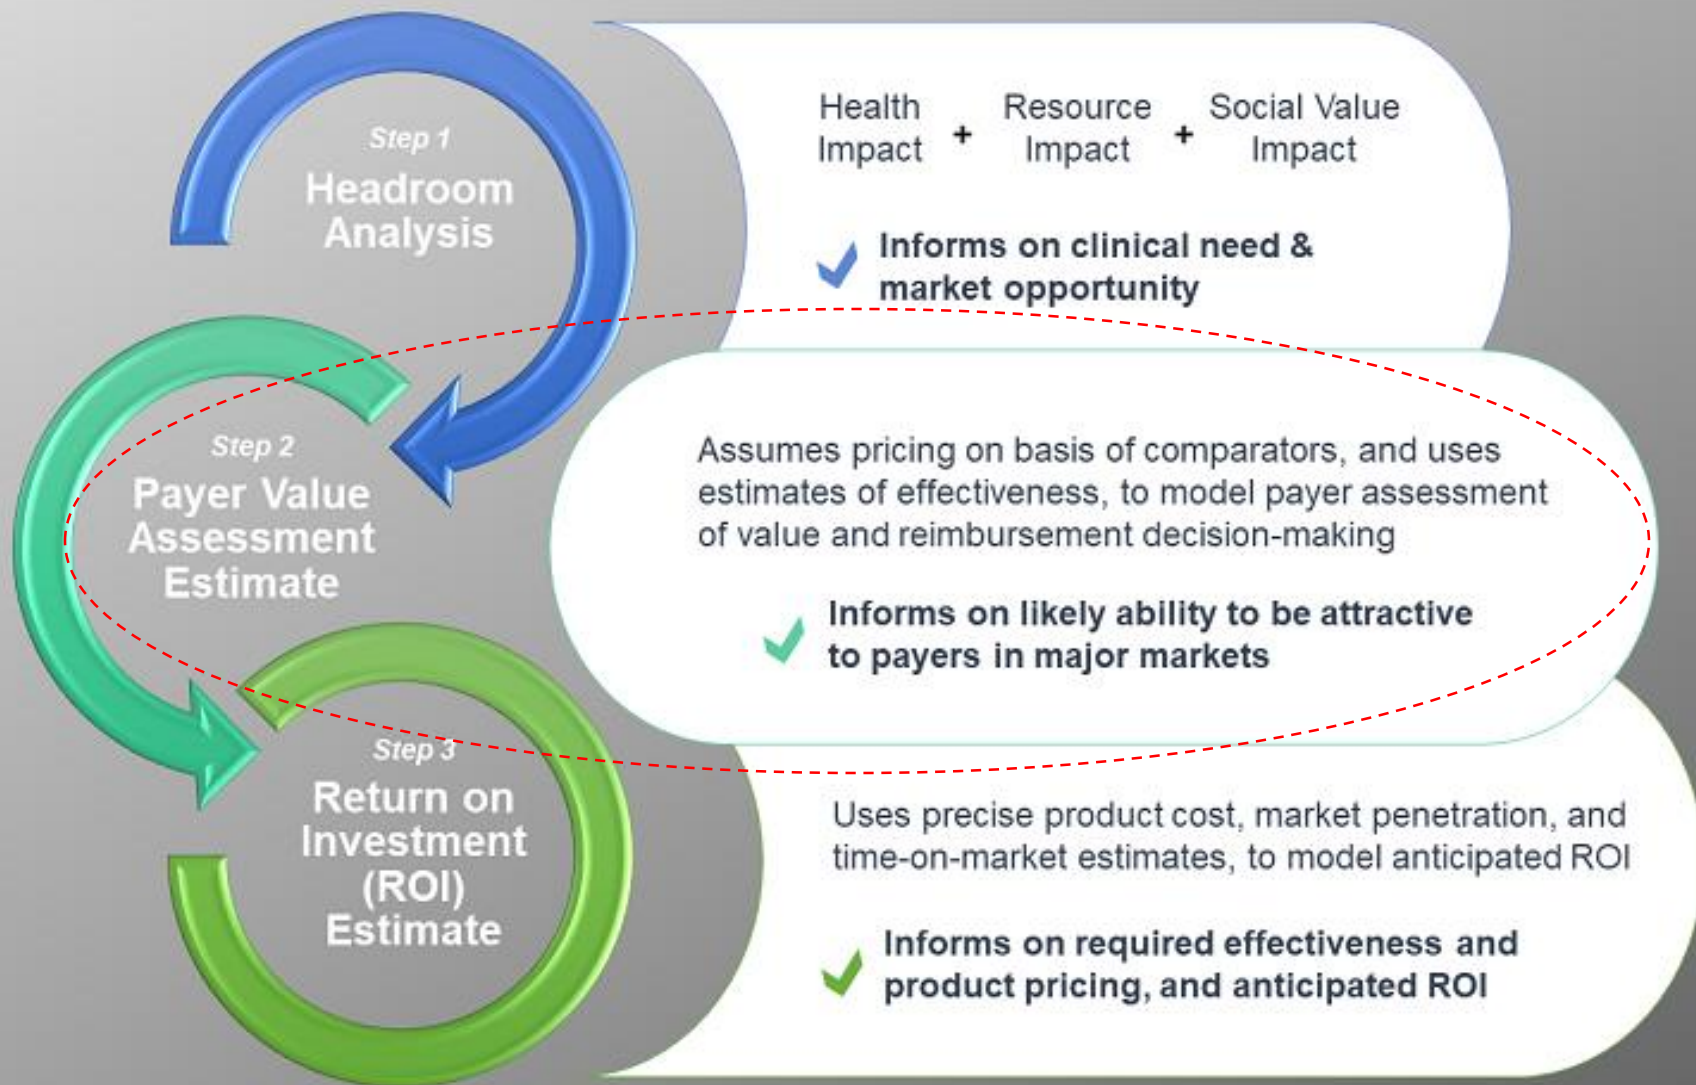 Step 1
Headroom
Analysis
Health
Impact
+
Resource
Impact
+
Social Value
Impact
Informs on clinical need &
market opportunity
Step 2
Payer Value
Assessment
Estimate
Assumes pricing on basis of comparators, and uses
estimates of effectiveness, to model payer assessment
of value and reimbursement decision-making
Informs on likely ability to be attractive
to payers in major markets
Step 3
Return on
Investment
(ROI)
Estimate
Uses precise product cost, market penetration, and
time-on-market estimates, to model anticipated ROI
Informs on required effectiveness and
product pricing, and anticipated ROI